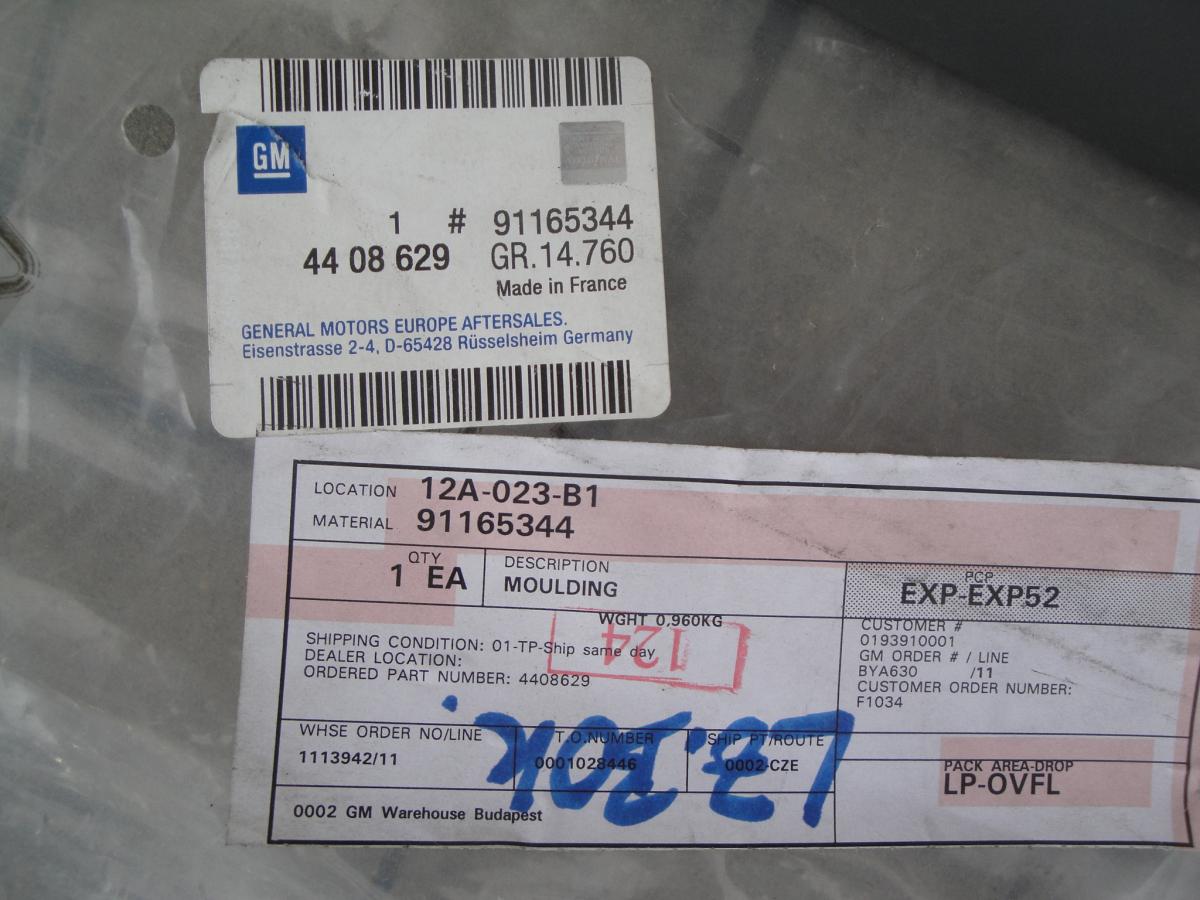 GM
1 # 91165344
44 08 629 GR.14.760
Made in France
GENERAL MOTORS EUROPE AFTERSALES.
Eisenstrasse 2-4, D-65428 Rüsselsheim Germany
LOCATION 12A-023-B1
MATERIAL 91165344
QTY
1 EA
DESCRIPTION
MOULDING
PCP
EXP-EXP52
WGHT 0,960KG
124
SHIPPING CONDITION: 01-TP-Ship same day
DEALER LOCATION:
ORDERED PART NUMBER: 4408629
CUSTOMER #
0193910001
GM ORDER # / LINE
BYA630 /11
CUSTOMER ORDER NUMBER:
F1034
WHSE ORDER NO/LINE
1113942/11
T.O.NUMBER
0001028446
SHIP PT/ROUTE
0002-CZE
PACK AREA-DROP
LP-OVFL
0002 GM Warehouse Budapest